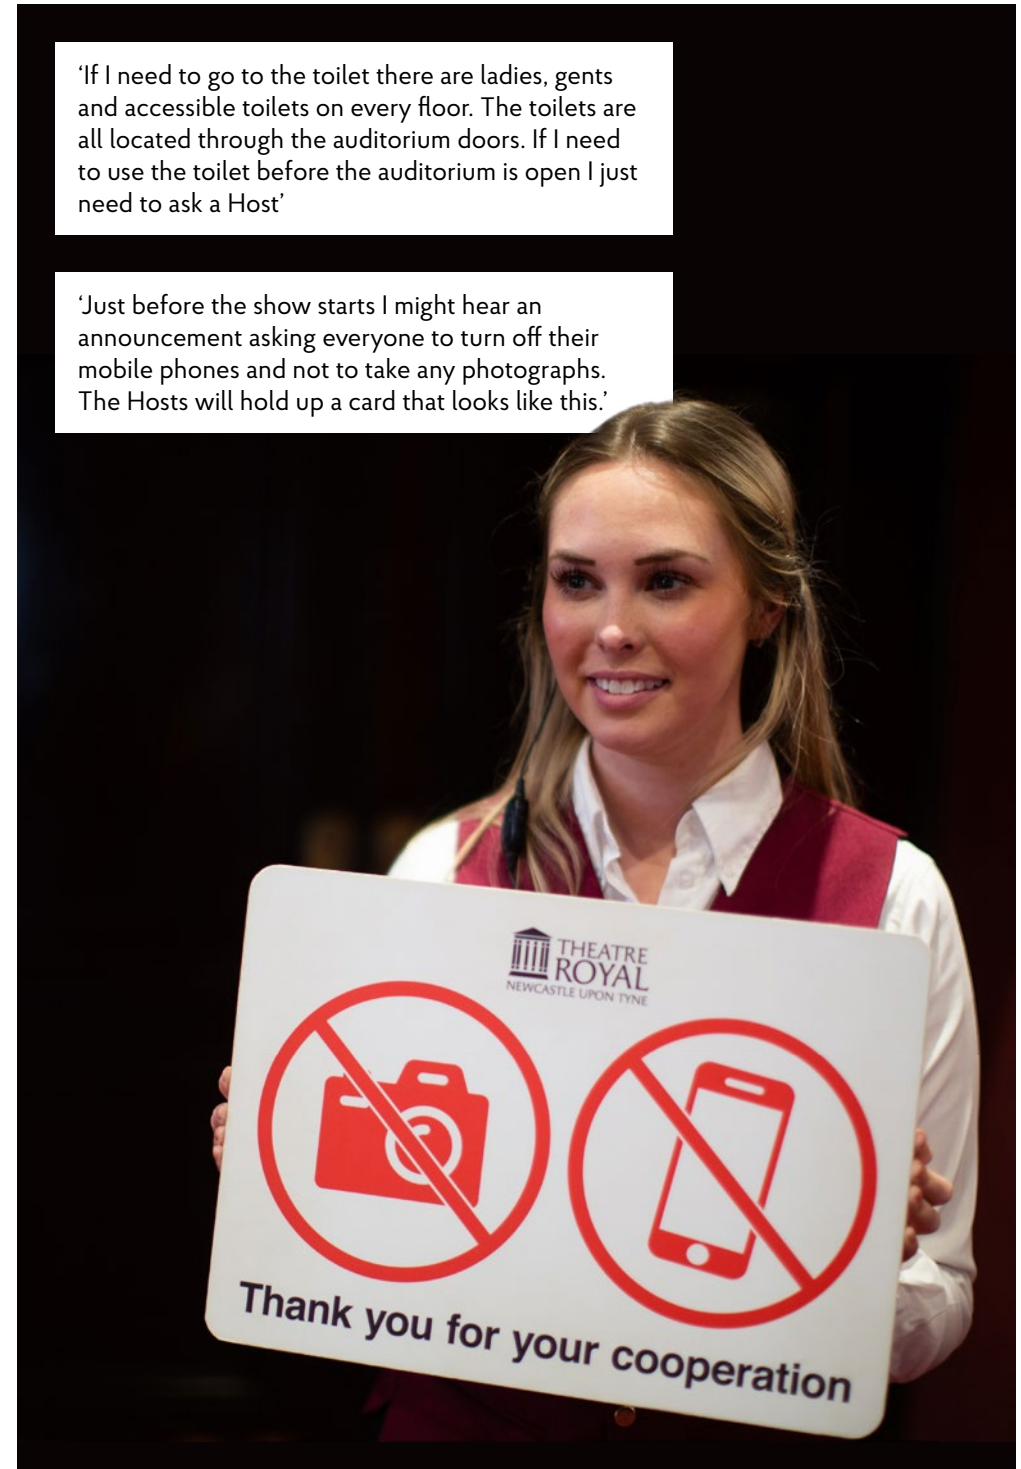 ‘If I need to go to the toilet there are ladies, gents
and accessible toilets on every floor. The toilets are
all located through the auditorium doors. If I need
to use the toilet before the auditorium is open I just
need to ask a Host’
‘Just before the show starts I might hear an
announcement asking everyone to turn off their
mobile phones and not to take any photographs.
The Hosts will hold up a card that looks like this.’
THEATRE
ROYAL
NEWCASTLE UPON TYNE
Thank you for your cooperation